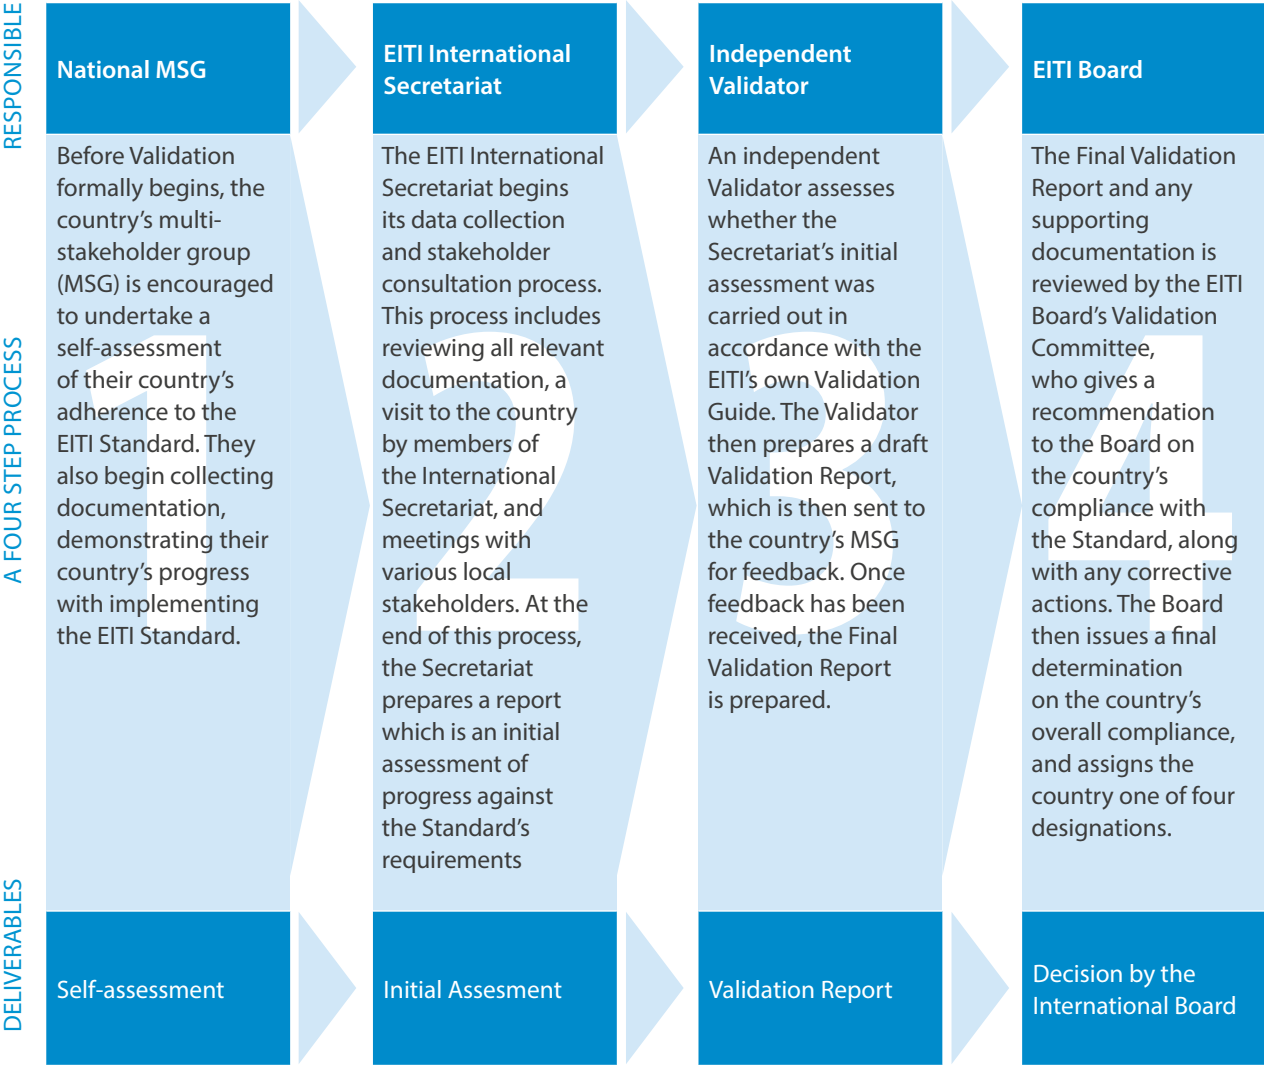 RESPONSIBLE
National MSG
EITI International
Secretariat
Independent
Validator
EITI Board
A FOUR STEP PROCESS
1
Before Validation
formally begins, the
country’s multi-
stakeholder group
(MSG) is encouraged
to undertake a
self-assessment
of their country’s
adherence to the
EITI Standard. They
also begin collecting
documentation,
demonstrating their
country’s progress
with implementing
the EITI Standard.
2
The EITI International
Secretariat begins
its data collection
and stakeholder
consultation process.
This process includes
reviewing all relevant
documentation, a
visit to the country
by members of
the International
Secretariat, and
meetings with
various local
stakeholders. At the
end of this process,
the Secretariat
prepares a report
which is an initial
assessment of
progress against
the Standard’s
requirements
3
An independent
Validator assesses
whether the
Secretariat’s initial
assessment was
carried out in
accordance with the
EITI’s own Validation
Guide. The Validator
then prepares a draft
Validation Report,
which is then sent to
the country’s MSG
for feedback. Once
feedback has been
received, the Final
Validation Report
is prepared.
4
The Final Validation
Report and any
supporting
documentation is
reviewed by the EITI
Board’s Validation
Committee,
who gives a
recommendation
to the Board on
the country’s
compliance with
the Standard, along
with any corrective
actions. The Board
then issues a final
determination
on the country’s
overall compliance,
and assigns the
country one of four
designations.
DELIVERABLES
Self-assessment
Initial Assesment
Validation Report
Decision by the
International Board